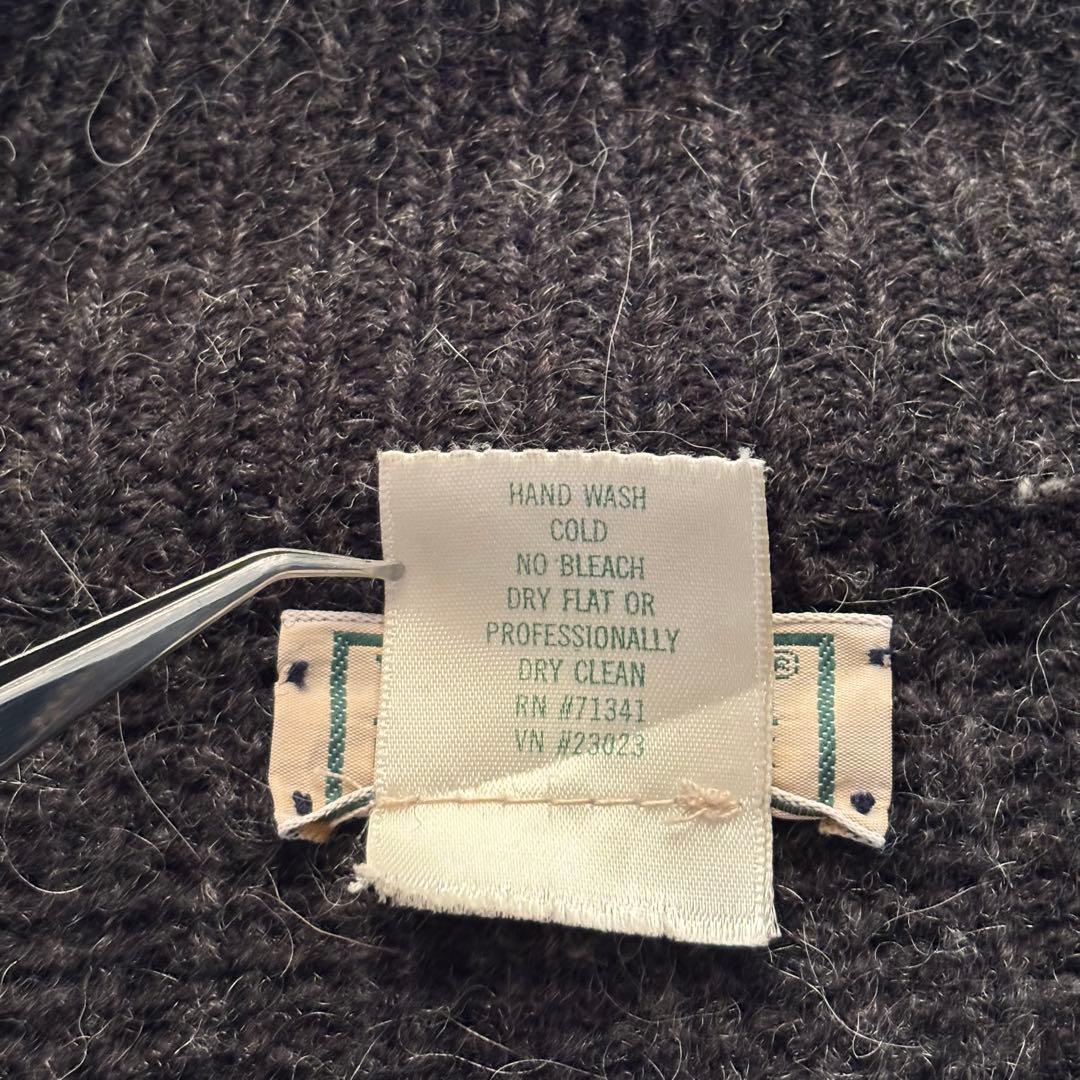 HAND WASH
COLD
NO BLEACH
DRY FLAT OR
PROFESSIONALLY
DRY CLEAN
RN #71341
VN #23023
®